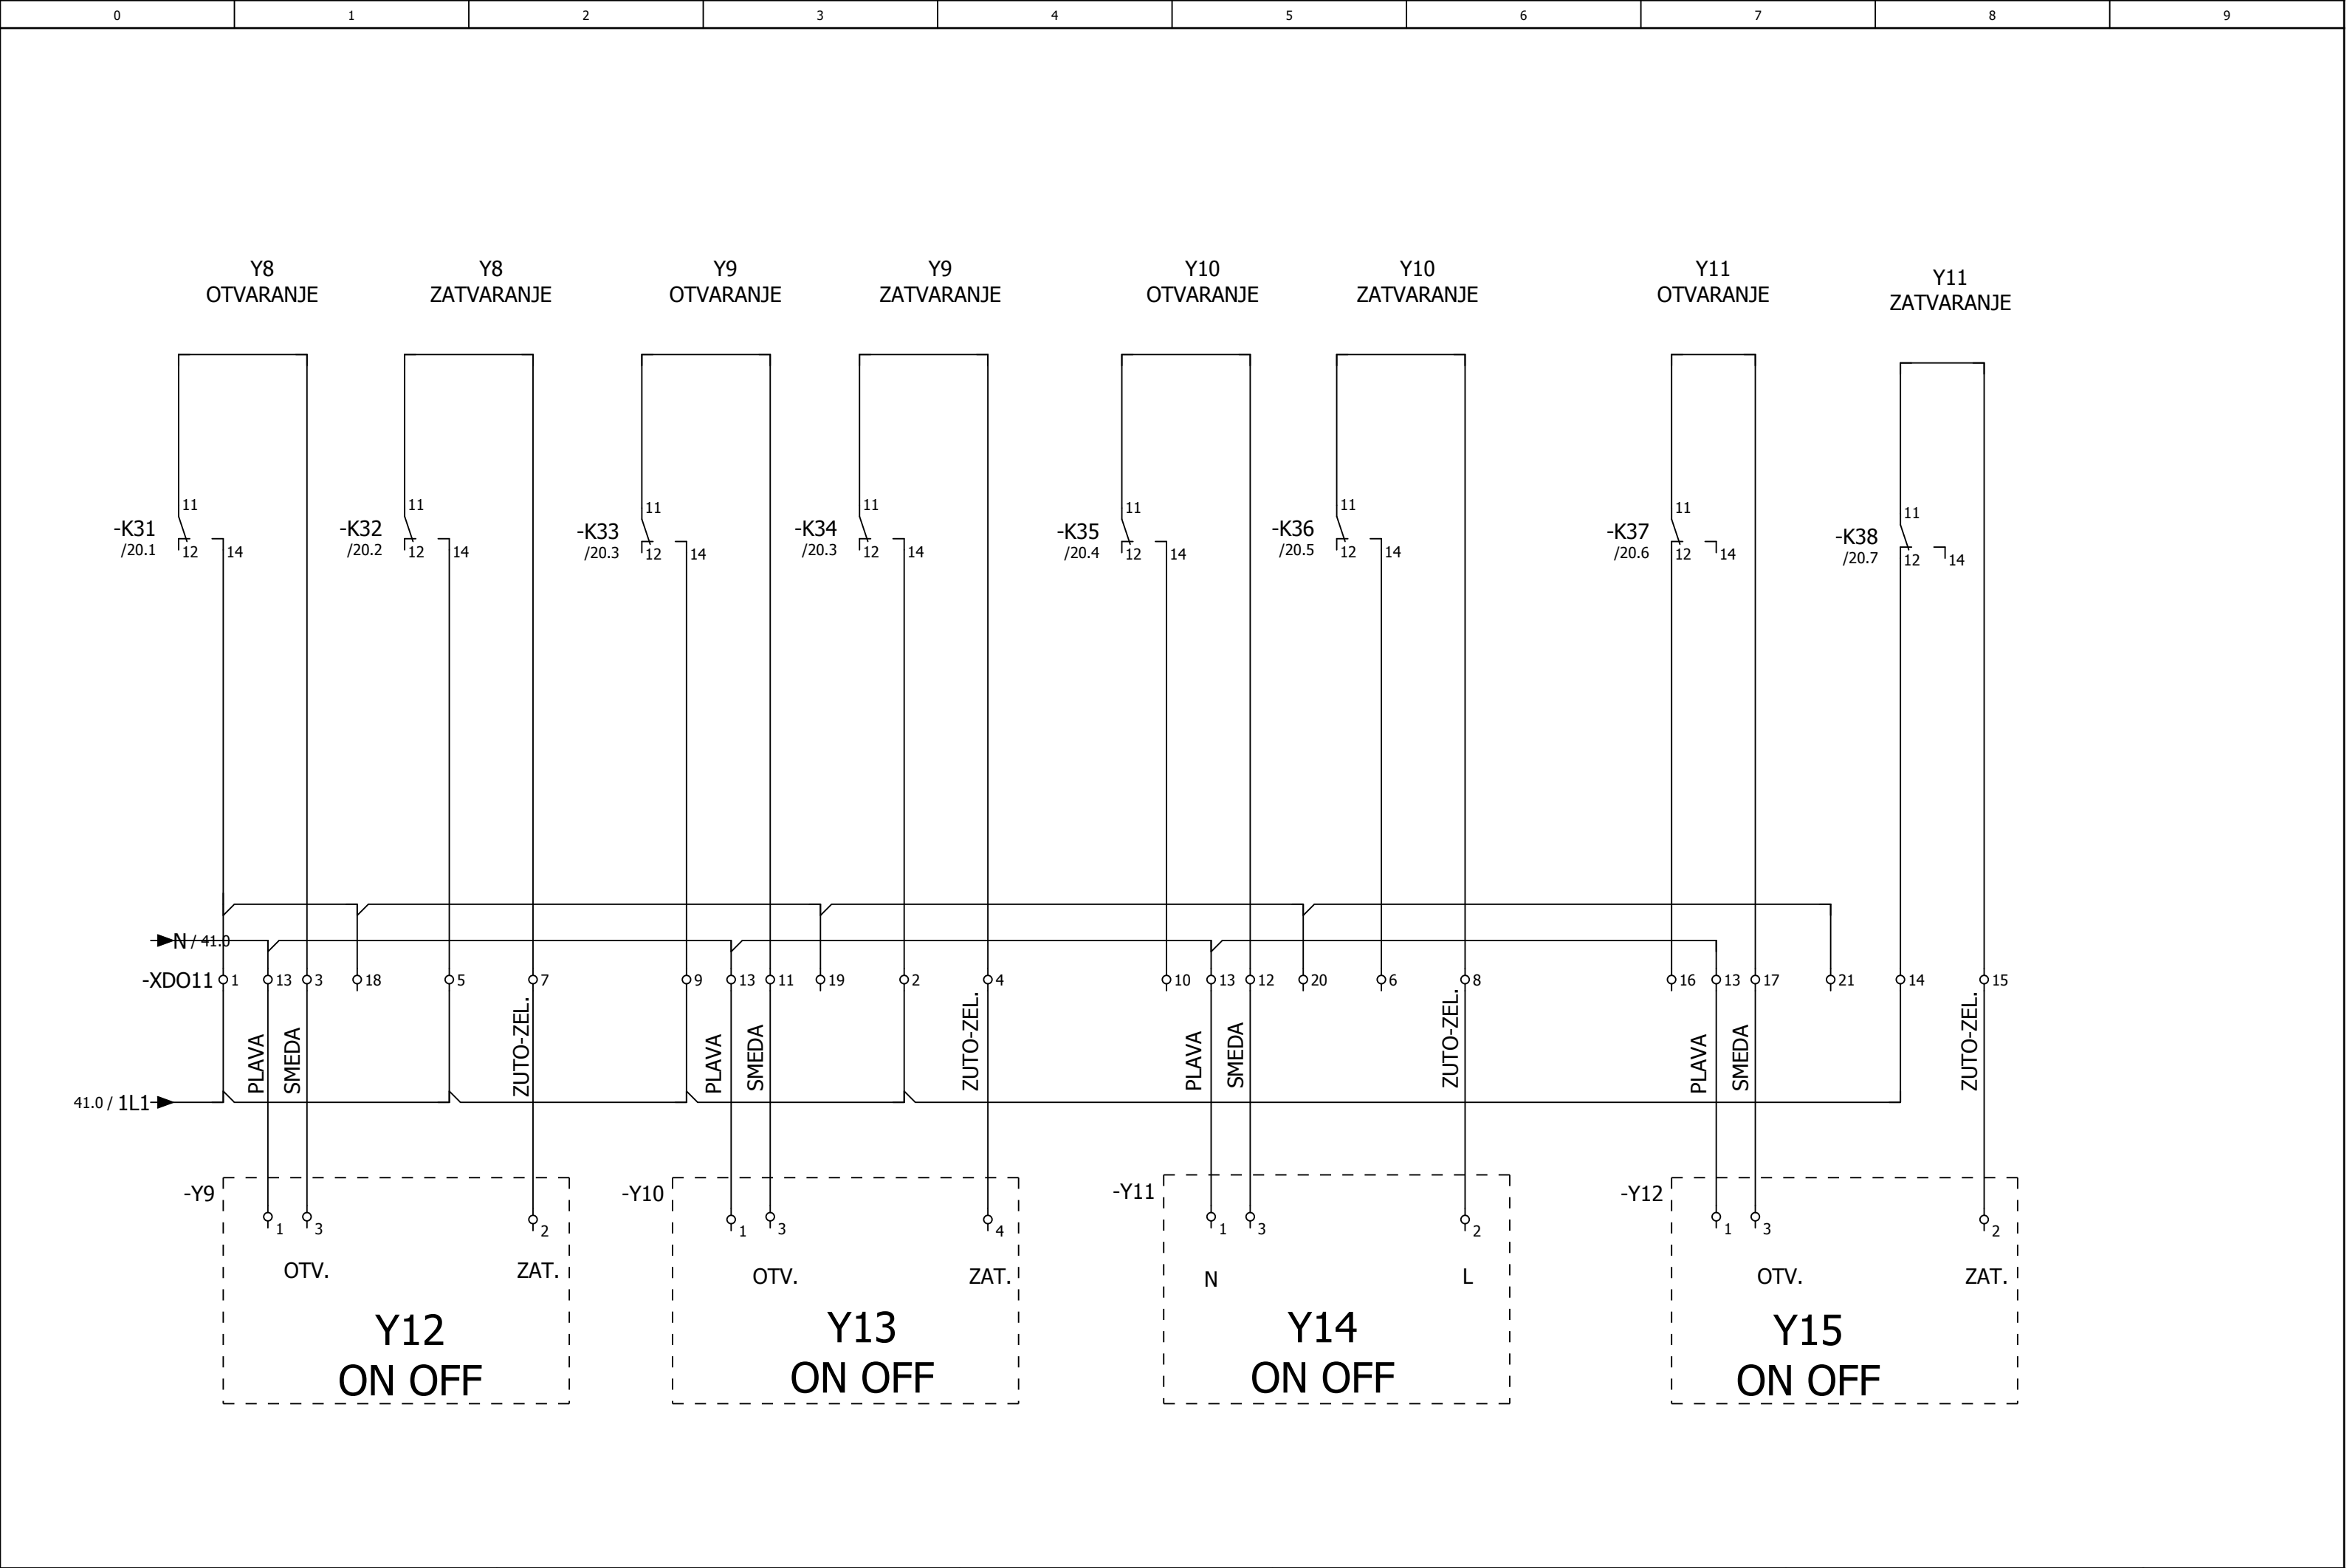 0 1 2 3 4 5 6 7 8 9
Y8 Y8 Y9 Y9 Y10 Y10 Y11 Y11
OTVARANJE ZATVARANJE OTVARANJE ZATVARANJE OTVARANJE ZATVARANJE OTVARANJE ZATVARANJE
11 11 11 11 11 11 11 11
-K31 -K32 -K33 -K34 -K35 -K36 -K37 -K38
/20.1 12 14 /20.2 12 14 /20.3 12 14 /20.3 12 14 /20.4 12 14 /20.5 12 14 /20.6 12 14 /20.7 12 14
N / 41.0
-XDO11 1 13 3 18 5 7 9 13 11 19 2 4 10 13 12 20 6 8 16 13 17 21 14 15
PLAVA SMEDA ZUTO-ZEL. PLAVA SMEDA ZUTO-ZEL. PLAVA SMEDA ZUTO-ZEL. PLAVA SMEDA ZUTO-ZEL.
41.0 / 1L1
-Y9 -Y10 -Y11 -Y12
1 3 2 1 3 4 1 3 2 1 3 2
OTV. ZAT. OTV. ZAT. N L OTV. ZAT.
Y12 Y13 Y14 Y15
ON OFF ON OFF ON OFF ON OFF